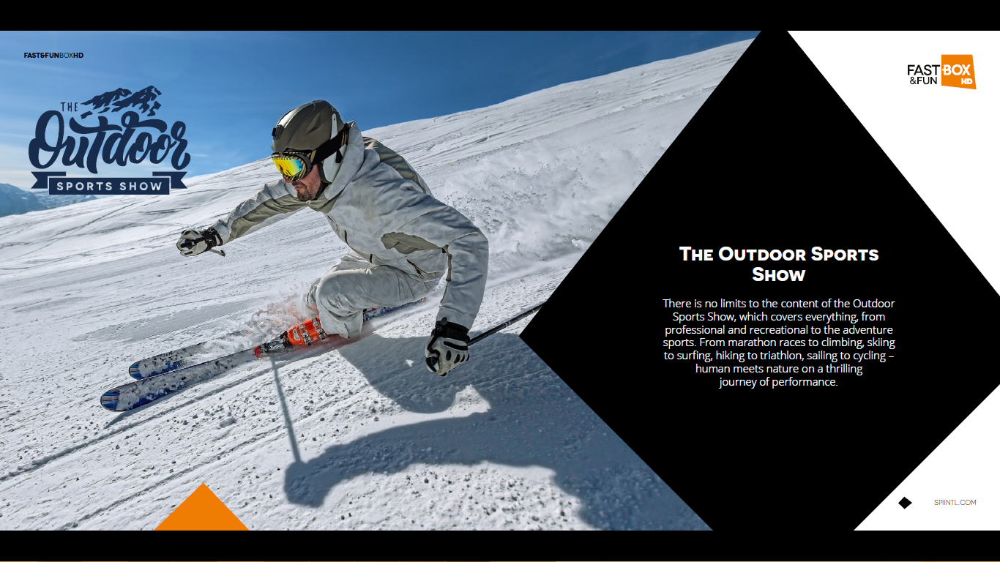 FAST&FUNBOXHD
THE
Outdoor
SPORTS SHOW
FAST BOX
&FUN HD
The Outdoor Sports
Show
There is no limits to the content of the Outdoor
Sports Show, which covers everything, from
professional and recreational to the adventure
sports. From marathon races to climbing, skiing
to surfing, hiking to triathlon, sailing to cycling –
human meets nature on a thrilling
journey of performance.
SPIINTL.COM